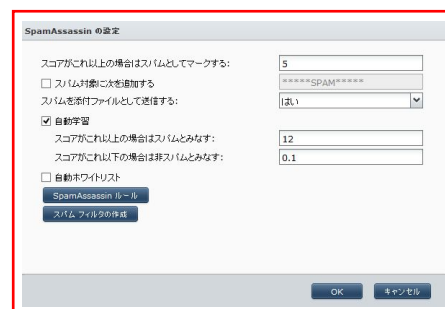 SpamAssassin の設定
スコアがこれ以上の場合はスパムとしてマークする: 5
スパム対象に次を追加する *****SPAM*****
スパムを添付ファイルとして送信する: はい
自動学習
スコアがこれ以上の場合はスパムとみなす: 12
スコアがこれ以下の場合は非スパムとみなす: 0.1
自動ホワイトリスト
SpamAssassin ルール
スパム フィルタの作成
OK キャンセル